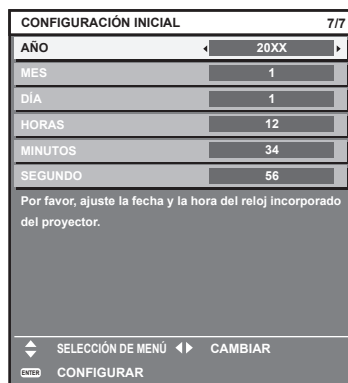 CONFIGURACIÓN INICIAL 7/7
AÑO 20XX
MES 1
DÍA 1
HORAS 12
MINUTOS 34
SEGUNDO 56
Por favor, ajuste la fecha y la hora del reloj incorporado
del proyector.
SELECCIÓN DE MENÚ CAMBIAR
ENTER CONFIGURAR